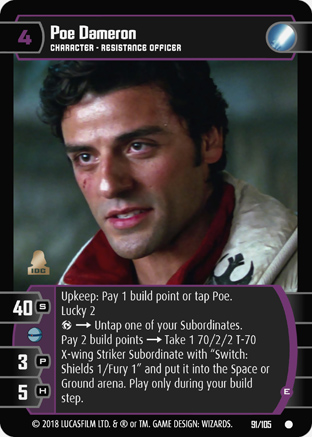 4
Poe Dameron
CHARACTER • RESISTANCE OFFICER
IDC
40 S
3 P
5 H
Upkeep: Pay 1 build point or tap Poe.
Lucky 2
→ Untap one of your Subordinates.
Pay 2 build points → Take 1 70/2/2 T-70
X-wing Striker Subordinate with "Switch:
Shields 1/Fury 1" and put it into the Space or
Ground arena. Play only during your build
step.
E
© 2018 LUCASFILM LTD. & ® or TM. GAME DESIGN: WIZARDS.
91/105